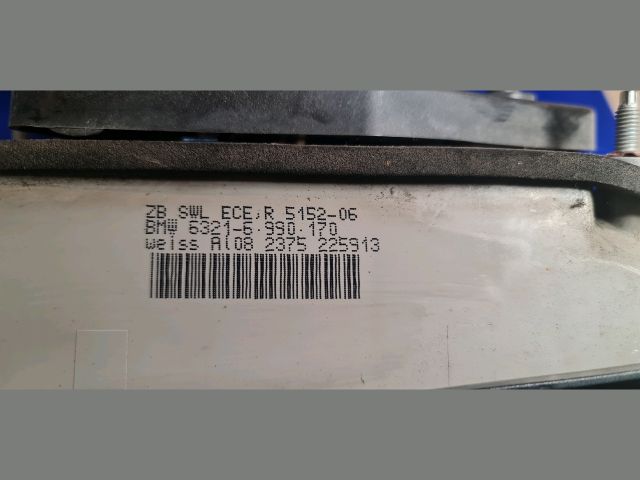 ZB SWL ECE,R 5152-06
BMW 6321-6.990.170
weiss Al08 2375 225913